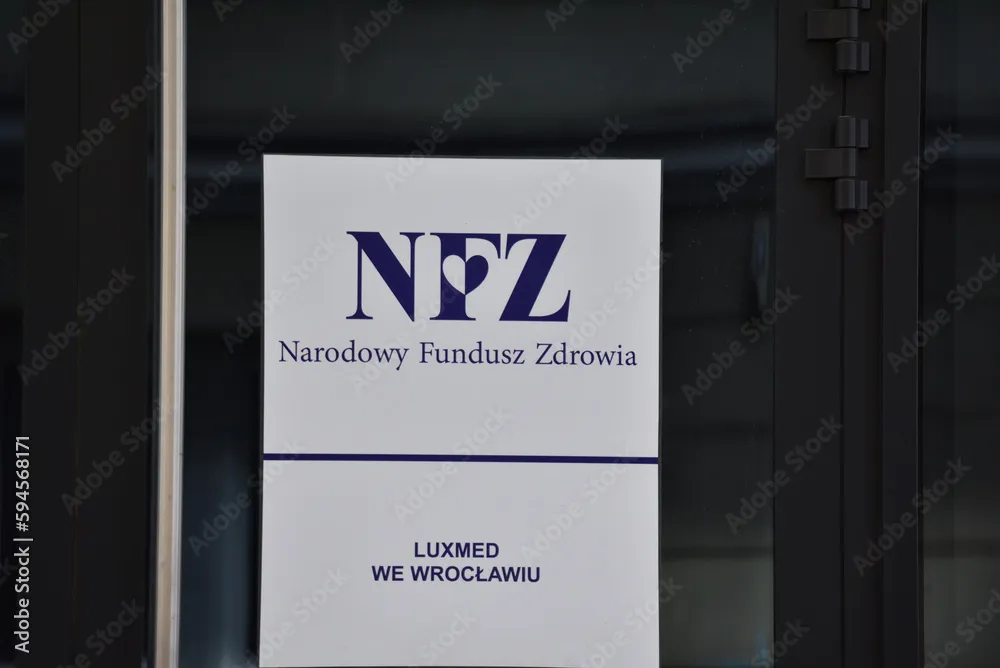 NFZ
Narodowy Fundusz Zdrowia
LUXMED
WE WROCŁAWIU
Adobe Stock | #594568171